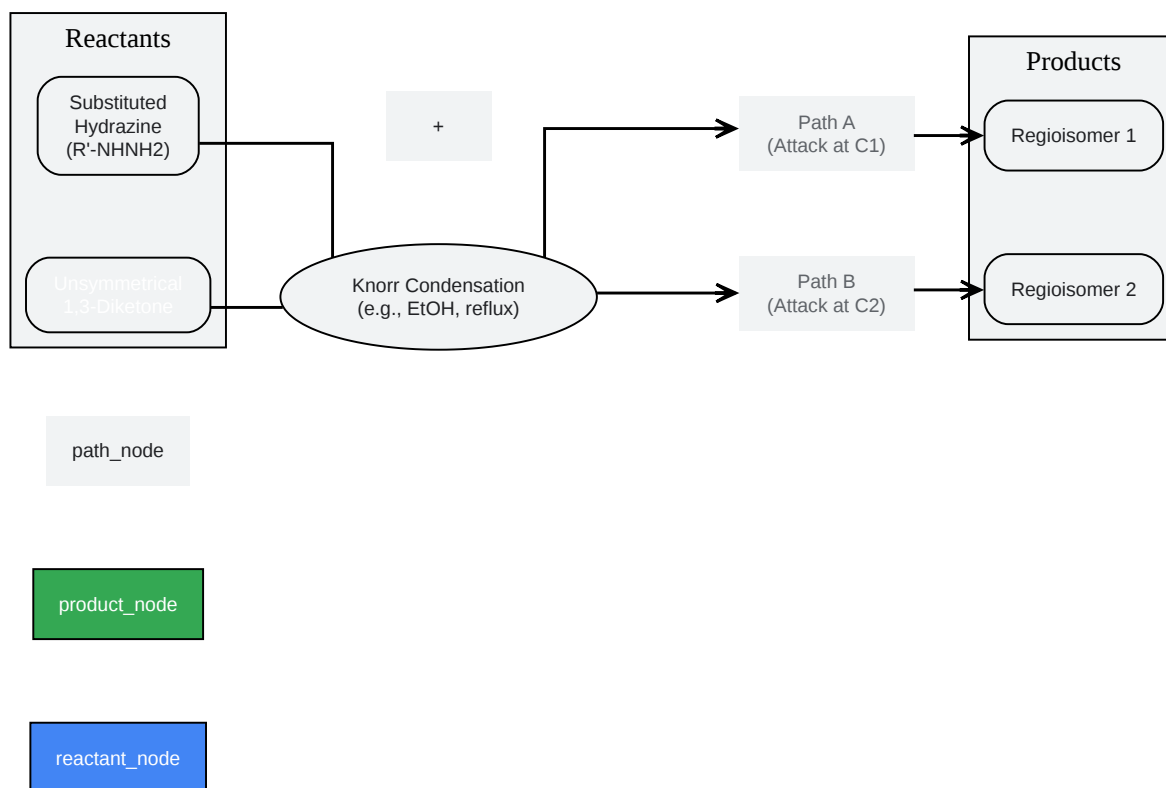 Reactants
Substituted
Hydrazine
(R'-NHNH2)
Unsymmetrical
1,3-Diketone
+
Knorr Condensation
(e.g., EtOH, reflux)
Path A
(Attack at C1)
Path B
(Attack at C2)
Products
Regioisomer 1
Regioisomer 2
path_node
product_node
reactant_node